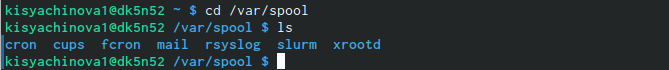 kisyachinova1@dk5n52 ~ $ cd /var/spool
kisyachinova1@dk5n52 /var/spool $ ls
cron  cups  fcron  mail  rsyslog  slurm  xrootd
kisyachinova1@dk5n52 /var/spool $